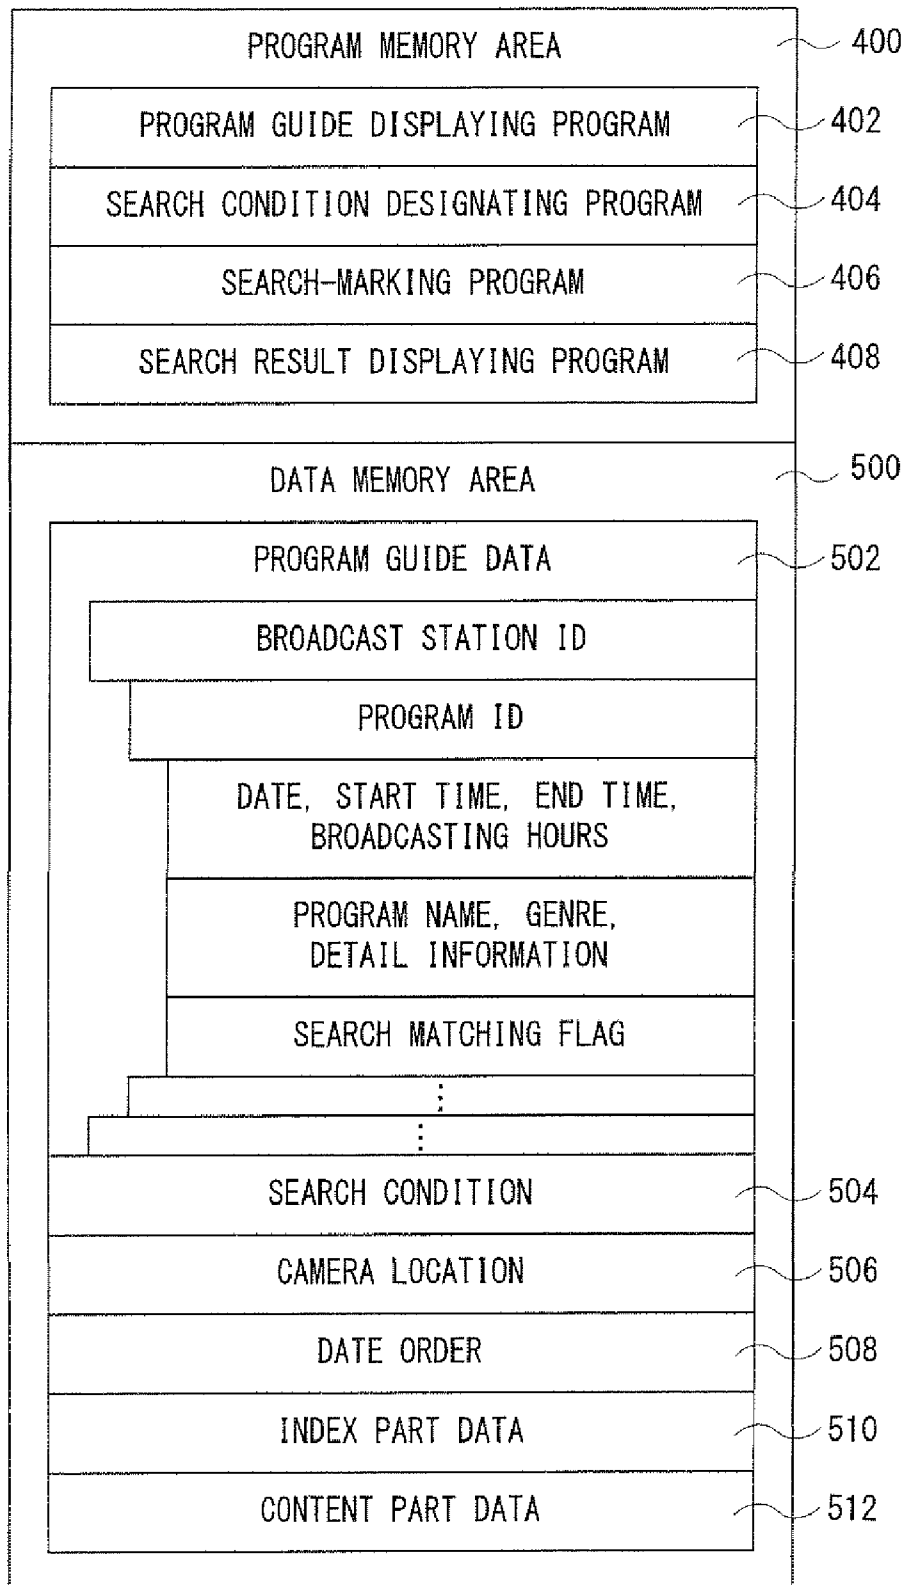 PROGRAM MEMORY AREA 400
PROGRAM GUIDE DISPLAYING PROGRAM 402
SEARCH CONDITION DESIGNATING PROGRAM 404
SEARCH-MARKING PROGRAM 406
SEARCH RESULT DISPLAYING PROGRAM 408
DATA MEMORY AREA 500
PROGRAM GUIDE DATA 502
BROADCAST STATION ID
PROGRAM ID
DATE, START TIME, END TIME,
BROADCASTING HOURS
PROGRAM NAME, GENRE,
DETAIL INFORMATION
SEARCH MATCHING FLAG
⋮
⋮
SEARCH CONDITION 504
CAMERA LOCATION 506
DATE ORDER 508
INDEX PART DATA 510
CONTENT PART DATA 512